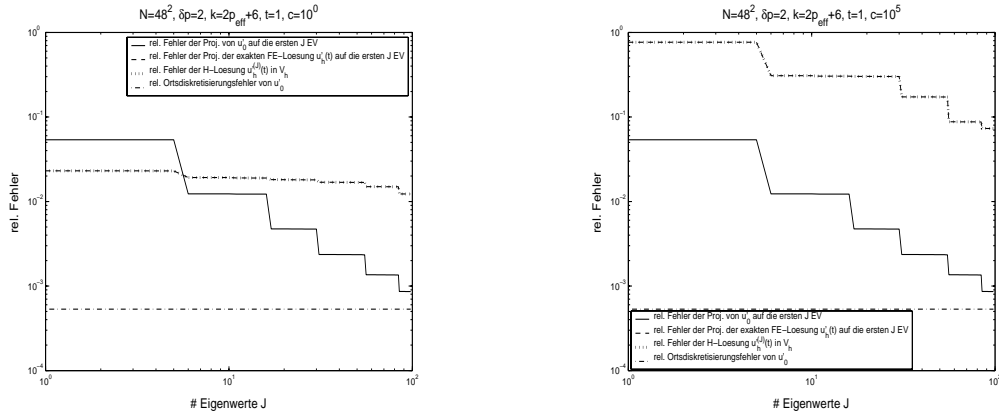 N=48², δp=2, k=2p_eff+6, t=1, c=10⁰
10⁰
10⁻¹
10⁻²
10⁻³
10⁻⁴
rel. Fehler
rel. Fehler der Proj. von u'₀ auf die ersten J EV
rel. Fehler der Proj. der exakten FE−Loesung u'ₕ(t) auf die ersten J EV
rel. Fehler der H−Loesung u'ₕ^(J)(t) in Vₕ
rel. Ortsdiskretisierungsfehler von u'₀
10⁰
10¹
10²
# Eigenwerte J
N=48², δp=2, k=2p_eff+6, t=1, c=10⁵
10⁰
10⁻¹
10⁻²
10⁻³
10⁻⁴
rel. Fehler
rel. Fehler der Proj. von u'₀ auf die ersten J EV
rel. Fehler der Proj. der exakten FE−Loesung u'ₕ(t) auf die ersten J EV
rel. Fehler der H−Loesung u'ₕ^(J)(t) in Vₕ
rel. Ortsdiskretisierungsfehler von u'₀
10⁰
10¹
10²
# Eigenwerte J